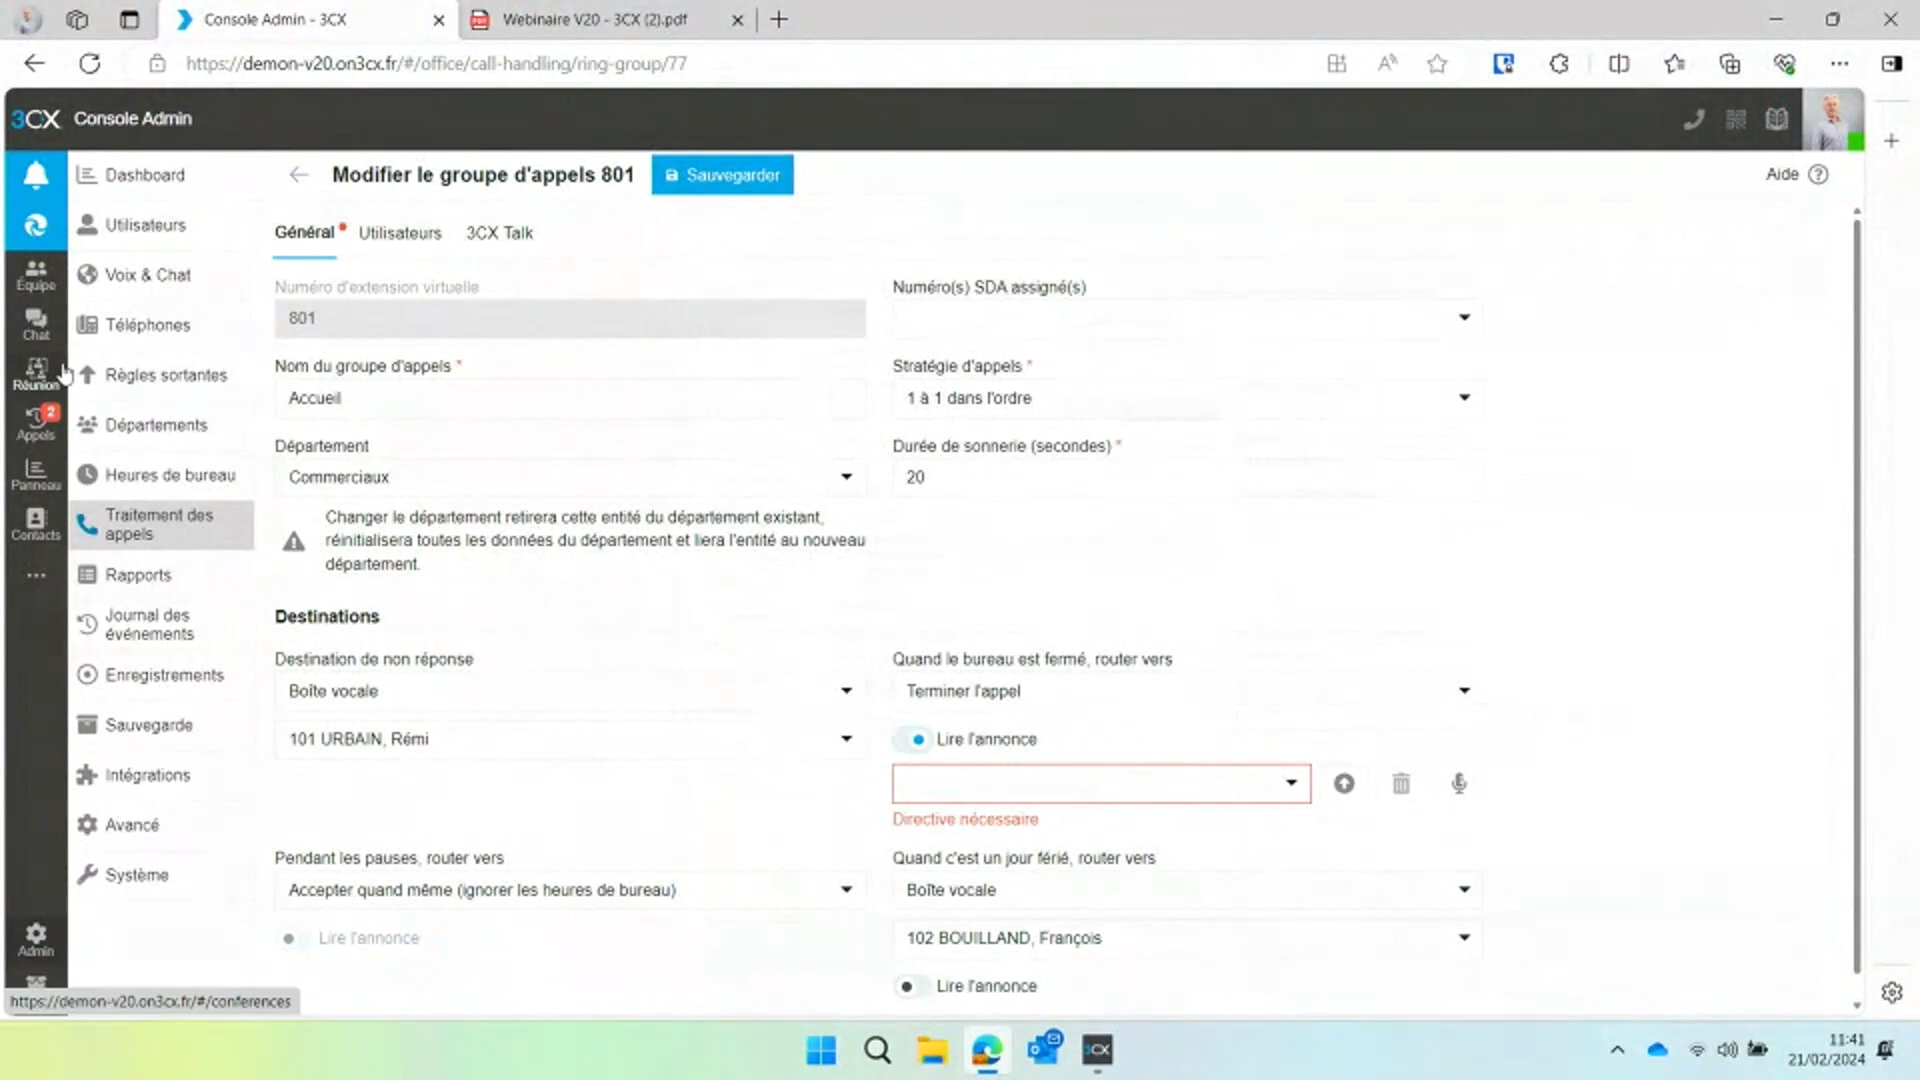 Console Admin - 3CX
Webinaire V20 - 3CX (2).pdf
https://demon-v20.on3cx.fr/#/office/call-handling/ring-group/77
3CX Console Admin
Dashboard
Utilisateurs
Voix & Chat
Téléphones
Règles sortantes
Départements
Heures de bureau
Traitement des
appels
Rapports
Journal des
événements
Enregistrements
Sauvegarde
Intégrations
Avancé
Système
Équipe
Chat
Réunion
2
Appels
Panneau
Contacts
Admin
Modifier le groupe d'appels 801
Sauvegarder
Aide
Général
Utilisateurs
3CX Talk
Numéro d'extension virtuelle
801
Numéro(s) SDA assigné(s)
Nom du groupe d'appels *
Accueil
Stratégie d'appels *
1 à 1 dans l'ordre
Département
Commerciaux
Durée de sonnerie (secondes) *
20
Changer le département retirera cette entité du département existant,
réinitialisera toutes les données du département et liera l'entité au nouveau
département.
Destinations
Destination de non réponse
Boîte vocale
101 URBAIN, Rémi
Quand le bureau est fermé, router vers
Terminer l'appel
Lire l'annonce
Directive nécessaire
Pendant les pauses, router vers
Accepter quand même (ignorer les heures de bureau)
Lire l'annonce
Quand c'est un jour férié, router vers
Boîte vocale
102 BOUILLAND, François
Lire l'annonce
https://demon-v20.on3cx.fr/#/conferences
3CX
11:41
21/02/2024